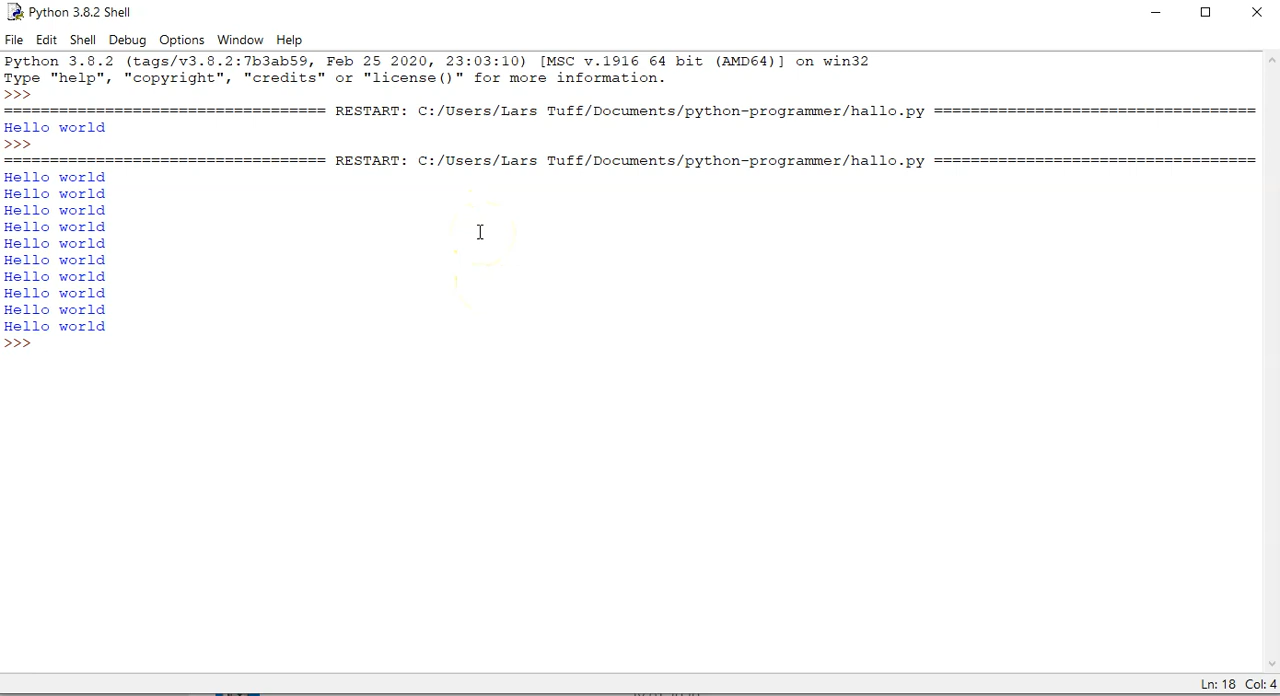 Python 3.8.2 Shell
File Edit Shell Debug Options Window Help
Python 3.8.2 (tags/v3.8.2:7b3ab59, Feb 25 2020, 23:03:10) [MSC v.1916 64 bit (AMD64)] on win32
Type "help", "copyright", "credits" or "license()" for more information.
>>>
=================================== RESTART: C:/Users/Lars Tuff/Documents/python-programmer/hallo.py ===================================
Hello world
>>>
=================================== RESTART: C:/Users/Lars Tuff/Documents/python-programmer/hallo.py ===================================
Hello world
Hello world
Hello world
Hello world
Hello world
Hello world
Hello world
Hello world
Hello world
Hello world
>>>
Ln: 18 Col: 4